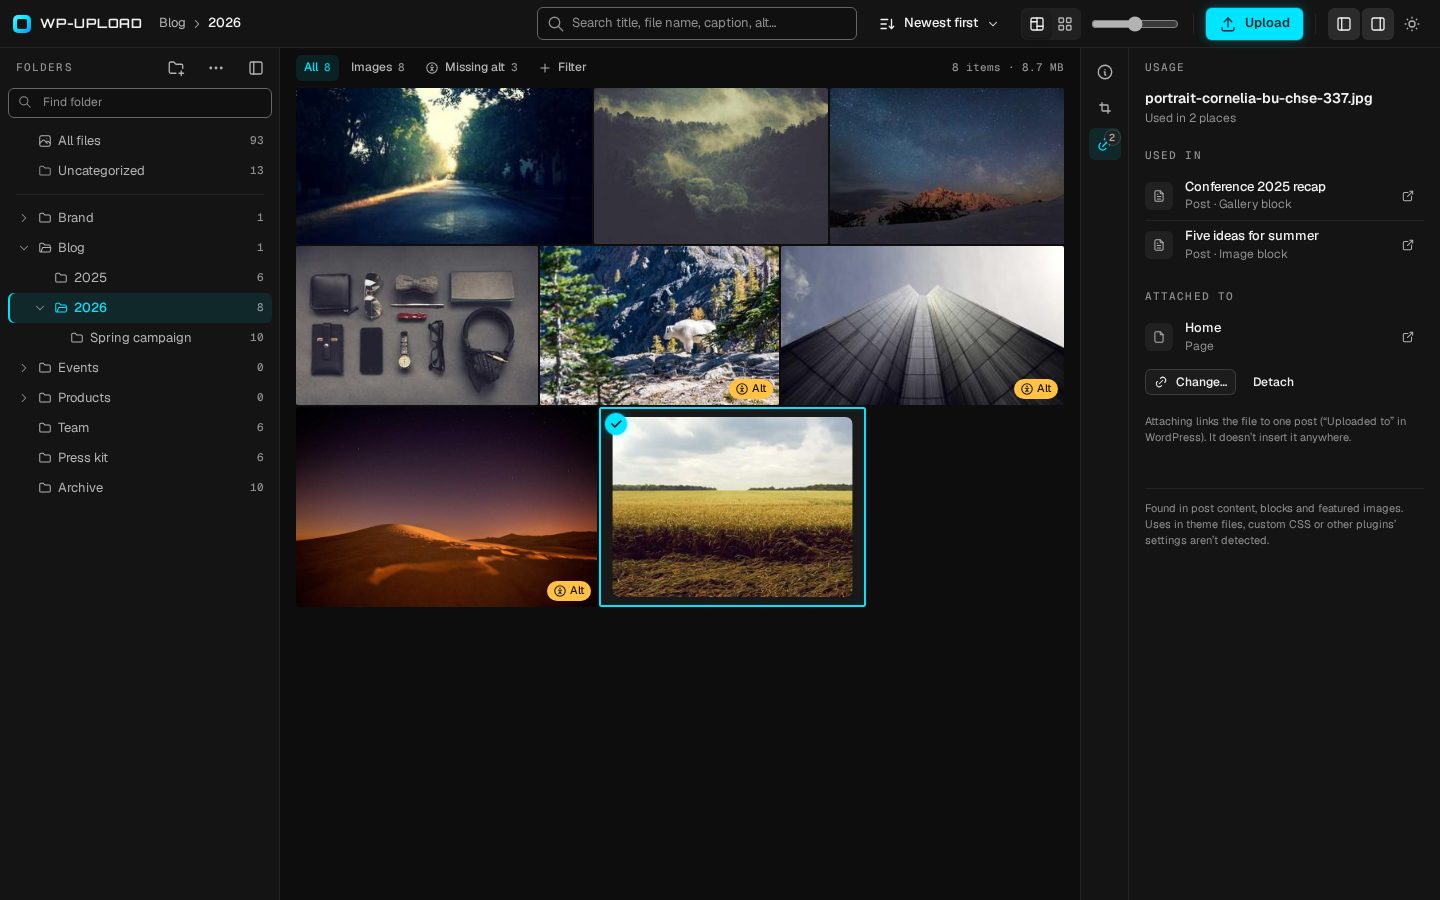 WP-UPLOAD
Blog > 2026
Search title, file name, caption, alt...
Newest first
Upload
FOLDERS
Find folder
All files 93
Uncategorized 13
Brand 1
Blog 1
2025 6
2026 8
Spring campaign 10
Events 0
Products 0
Team 6
Press kit 6
Archive 10
All 8
Images 8
Missing alt 3
Filter
8 items · 8.7 MB
Alt
Alt
Alt
2
USAGE
portrait-cornelia-bu-chse-337.jpg
Used in 2 places
USED IN
Conference 2025 recap
Post · Gallery block
Five ideas for summer
Post · Image block
ATTACHED TO
Home
Page
Change...
Detach
Attaching links the file to one post (“Uploaded to” in
WordPress). It doesn’t insert it anywhere.
Found in post content, blocks and featured images.
Uses in theme files, custom CSS or other plugins’
settings aren’t detected.